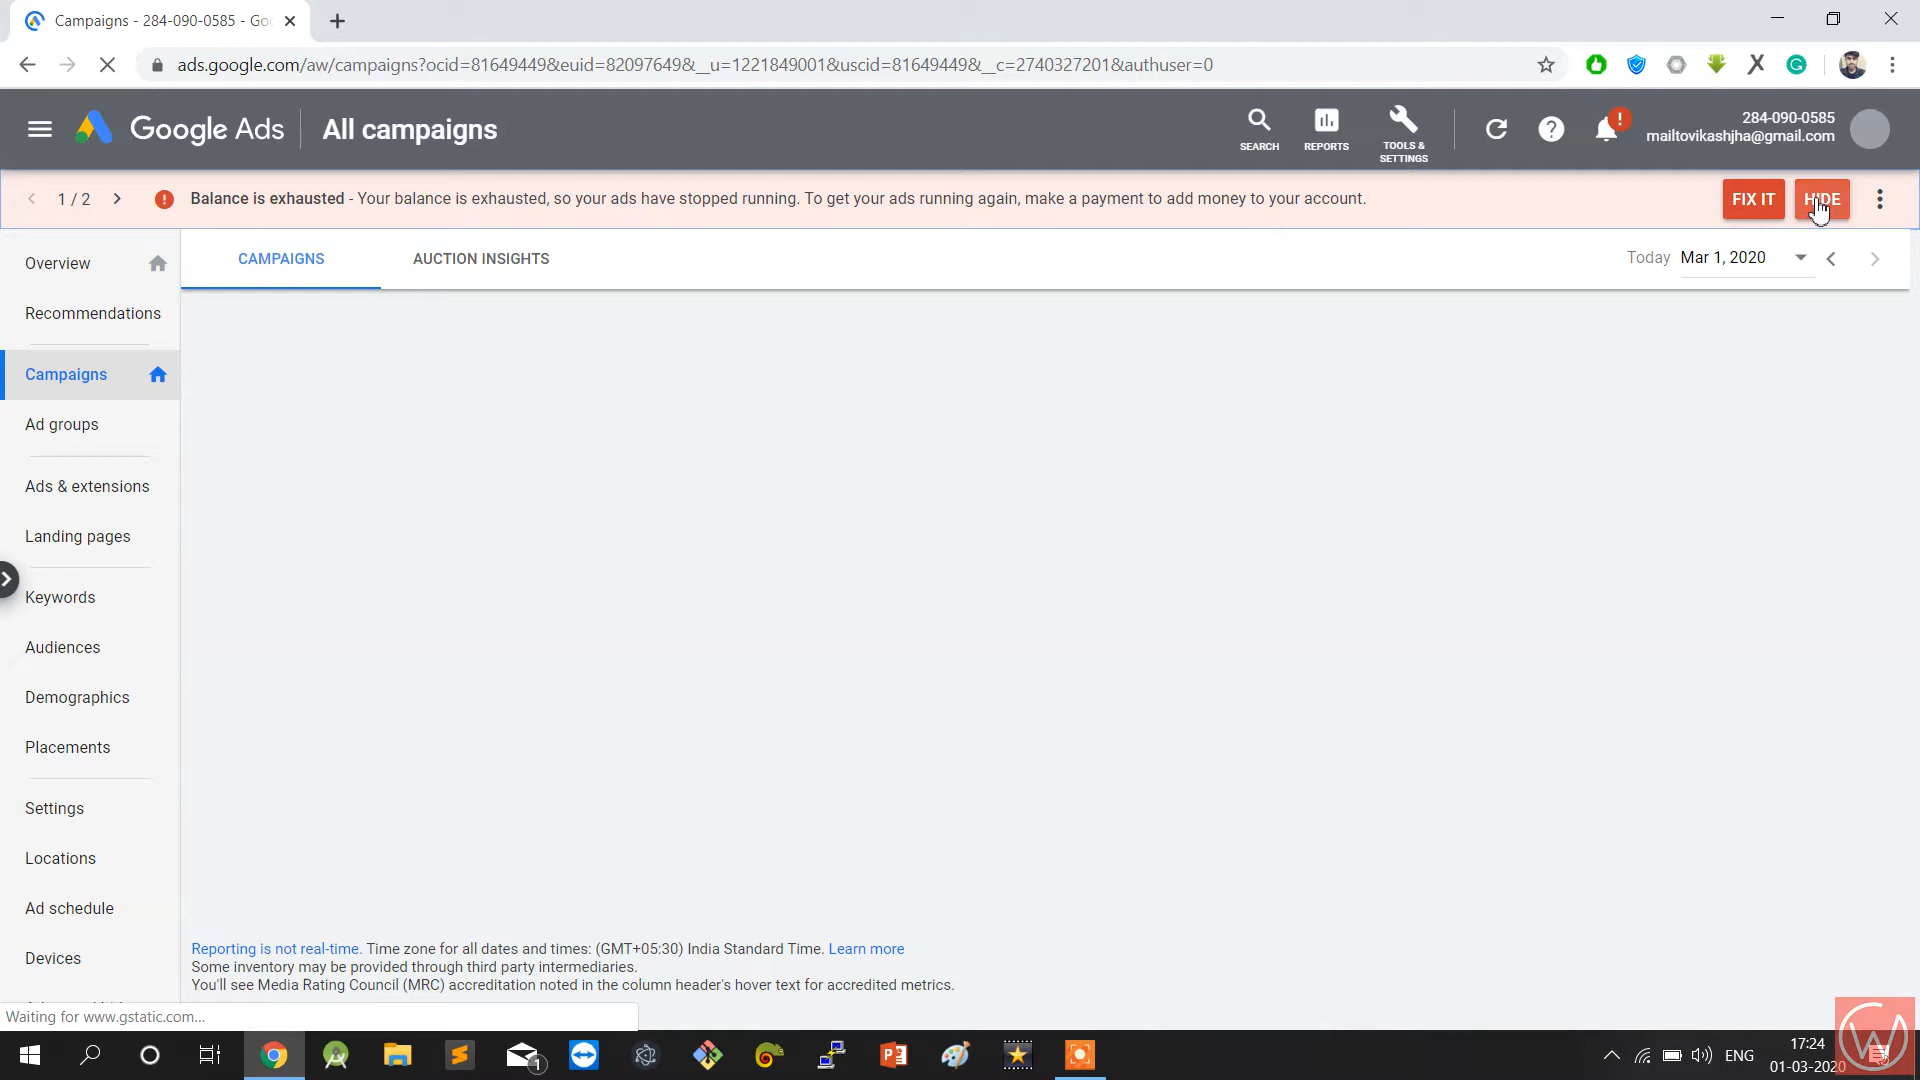 Campaigns - 284-090-0585 - Goo
ads.google.com/aw/campaigns?ocid=81649449&euid=82097649&__u=1221849001&uscid=81649449&__c=2740327201&authuser=0
Google Ads
All campaigns
SEARCH
REPORTS
TOOLS &
SETTINGS
284-090-0585
mailtovikashjha@gmail.com
1 / 2
Balance is exhausted - Your balance is exhausted, so your ads have stopped running. To get your ads running again, make a payment to add money to your account.
FIX IT
HIDE
CAMPAIGNS
AUCTION INSIGHTS
Today Mar 1, 2020
Overview
Recommendations
Campaigns
Ad groups
Ads & extensions
Landing pages
Keywords
Audiences
Demographics
Placements
Settings
Locations
Ad schedule
Devices
Reporting is not real-time. Time zone for all dates and times: (GMT+05:30) India Standard Time. Learn more
Some inventory may be provided through third party intermediaries.
You'll see Media Rating Council (MRC) accreditation noted in the column header's hover text for accredited metrics.
Waiting for www.gstatic.com...
1
ENG
17:24
01-03-2020